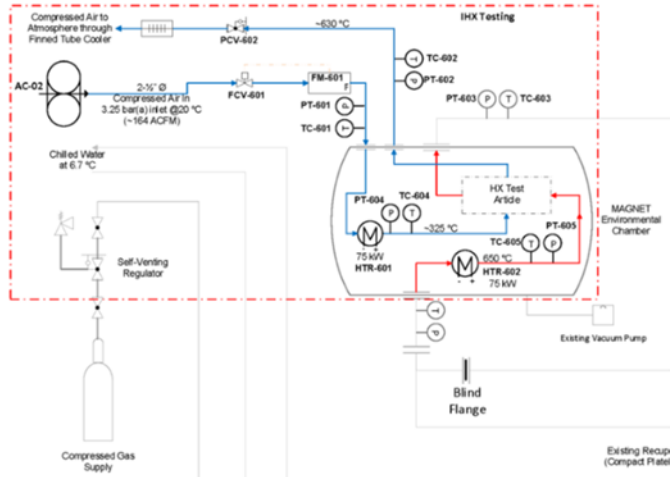 Compressed Air to
Atmosphere through
Finned Tube Cooler
PCV-602
~630 °C
IHX Testing
TC-602
T
PT-602
P
AC-02
2-½" Ø
Compressed Air In
3.25 bar(a) inlet @20 °C
(~164 ACFM)
FCV-601
FM-601
F
PT-601
P
TC-601
T
PT-603
P
T
TC-603
Chilled Water
at 6.7 °C
HX Test
Article
MAGNET
Environmental
Chamber
PT-604
P
TC-604
T
~325 °C
M
- +
75 kW
HTR-601
PT-605
TC-605
T
P
650 °C
M
- +
HTR-602
75 kW
Self-Venting
Regulator
T
P
Existing Vacuum Pump
Blind
Flange
Compressed Gas
Supply
Existing Recupe
(Compact Platel